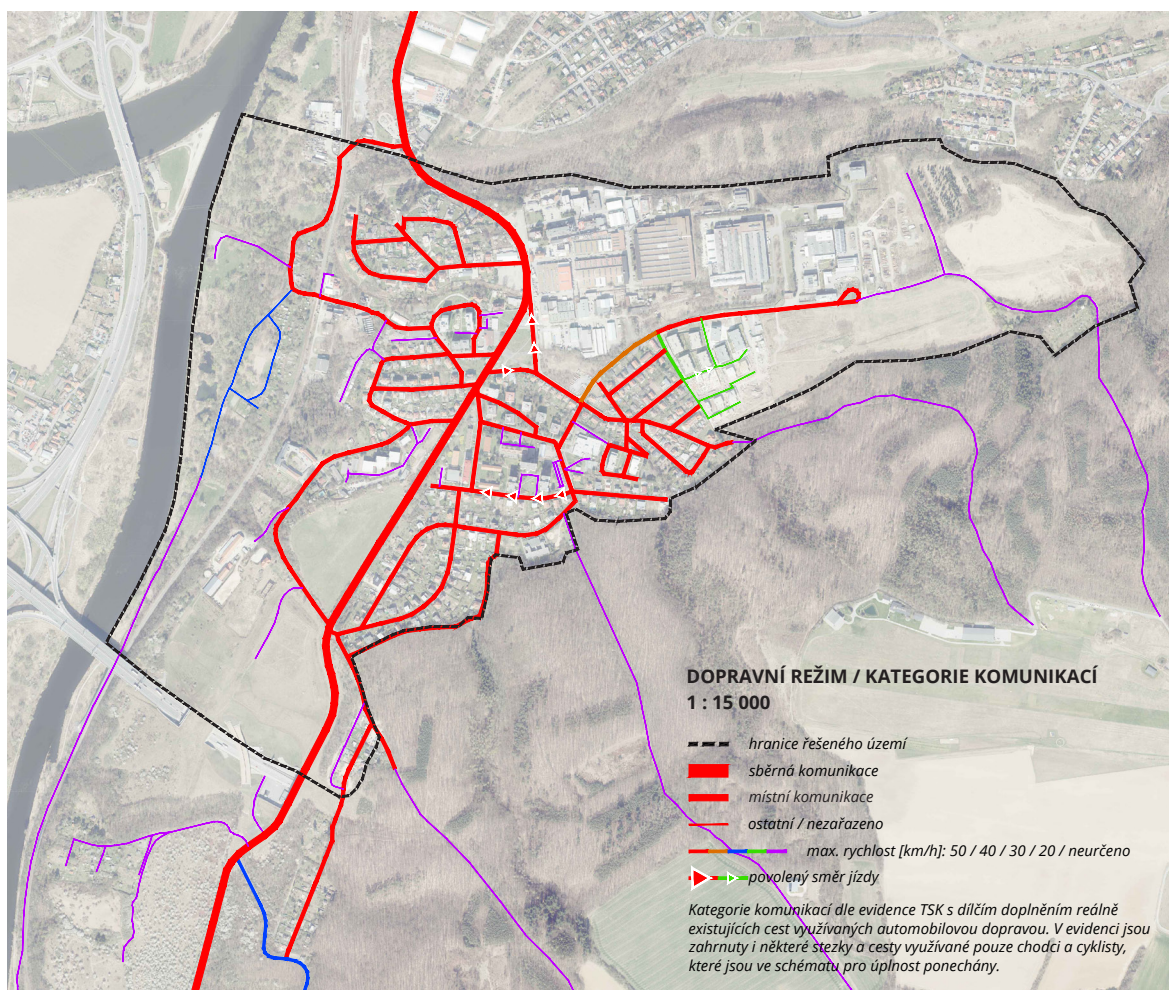 DOPRAVNÍ REŽIM / KATEGORIE KOMUNIKACÍ
1 : 15 000
hranice řešeného území
sběrná komunikace
místní komunikace
ostatní / nezařazeno
max. rychlost [km/h]: 50 / 40 / 30 / 20 / neurčeno
povolený směr jízdy
Kategorie komunikací dle evidence TSK s dílčím doplněním reálně
existujících cest využívaných automobilovou dopravou. V evidenci jsou
zahrnuty i některé stezky a cesty využívané pouze chodci a cyklisty,
které jsou ve schématu pro úplnost ponechány.